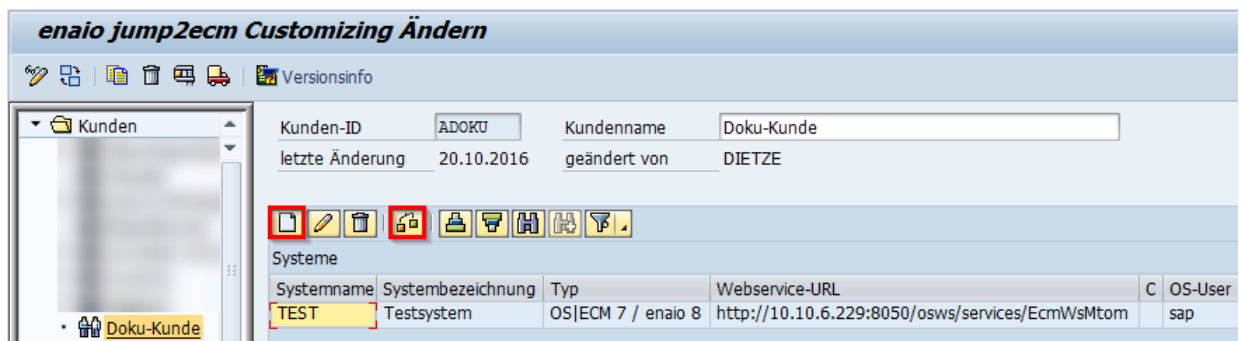 enaio jump2ecm Customizing Ändern
Versionsinfo
Kunden
Kunden-ID ADOKU Kundenname Doku-Kunde
letzte Änderung 20.10.2016 geändert von DIETZE
Systeme
Systemname Systembezeichnung Typ Webservice-URL C OS-User
TEST Testsystem OS|ECM 7 / enaio 8 http://10.10.6.229:8050/osws/services/EcmWsMtom sap
Doku-Kunde